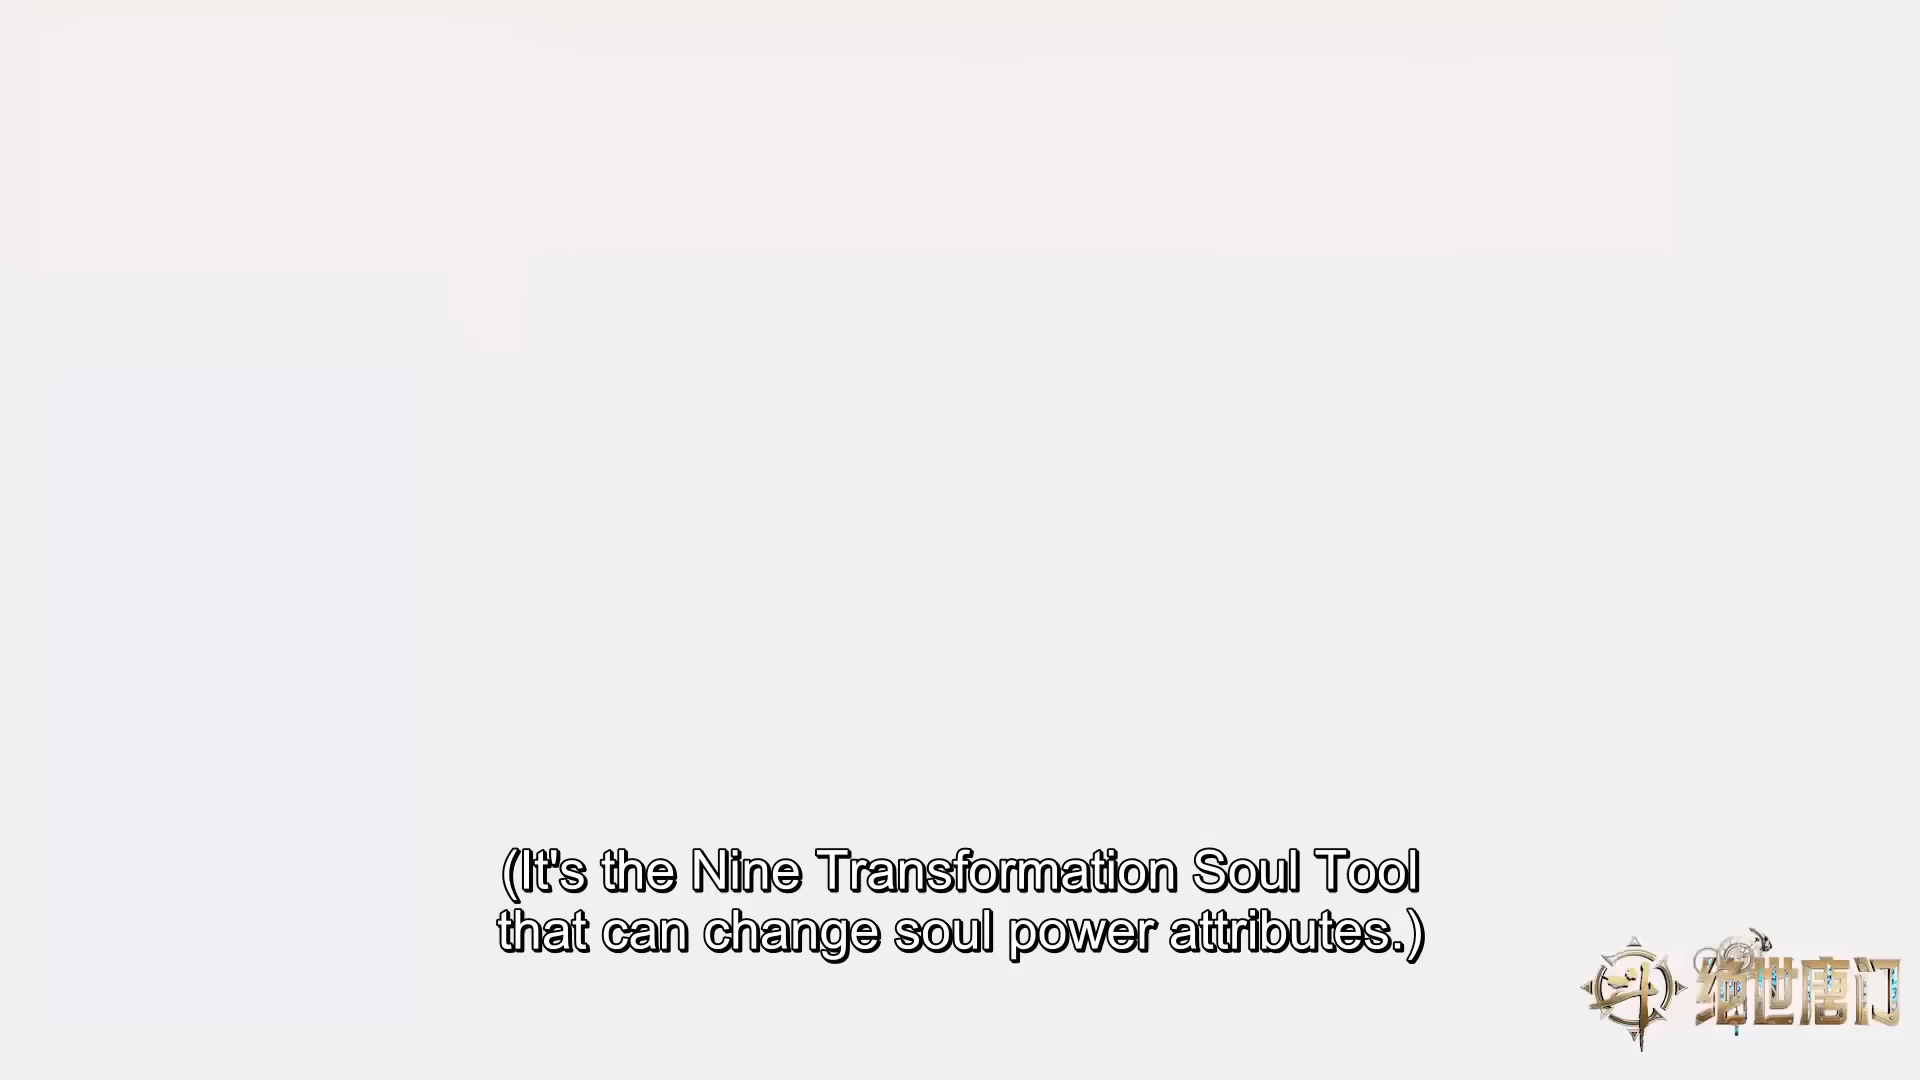 (It's the Nine Transformation Soul Tool
that can change soul power attributes.)
斗 绝世唐门